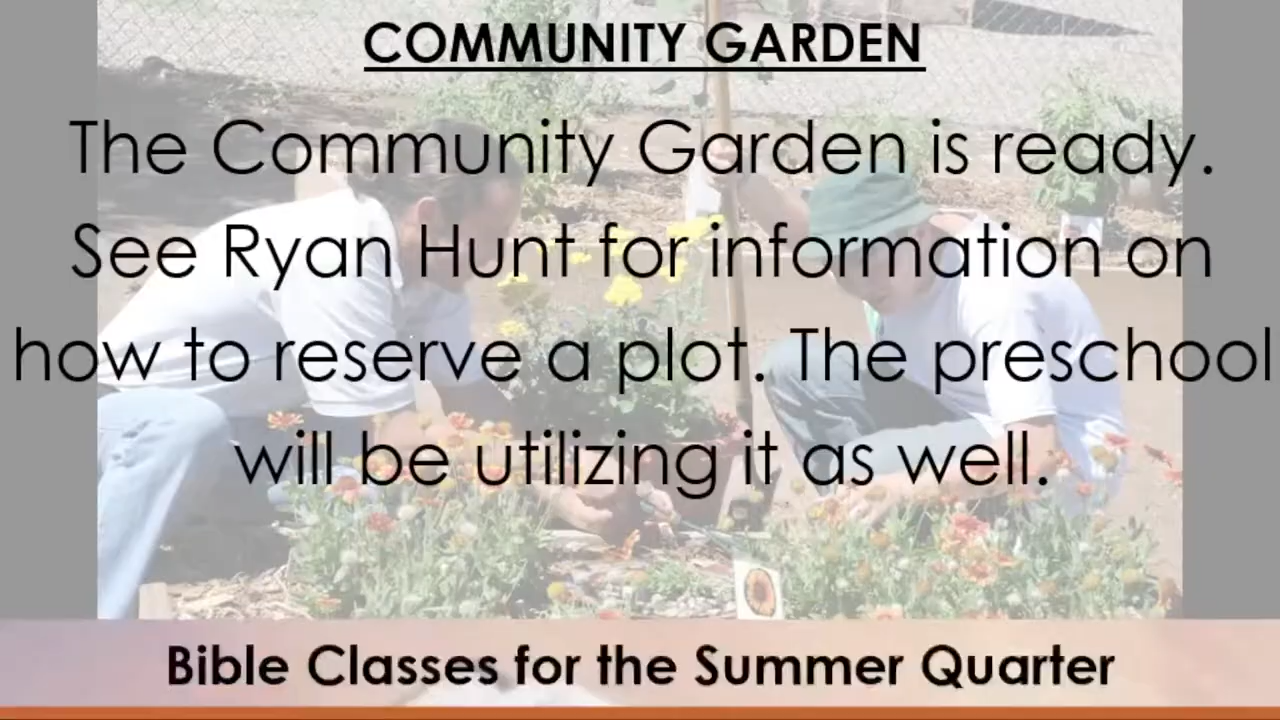 COMMUNITY GARDEN
The Community Garden is ready.
See Ryan Hunt for information on
how to reserve a plot. The preschool
will be utilizing it as well.
Bible Classes for the Summer Quarter